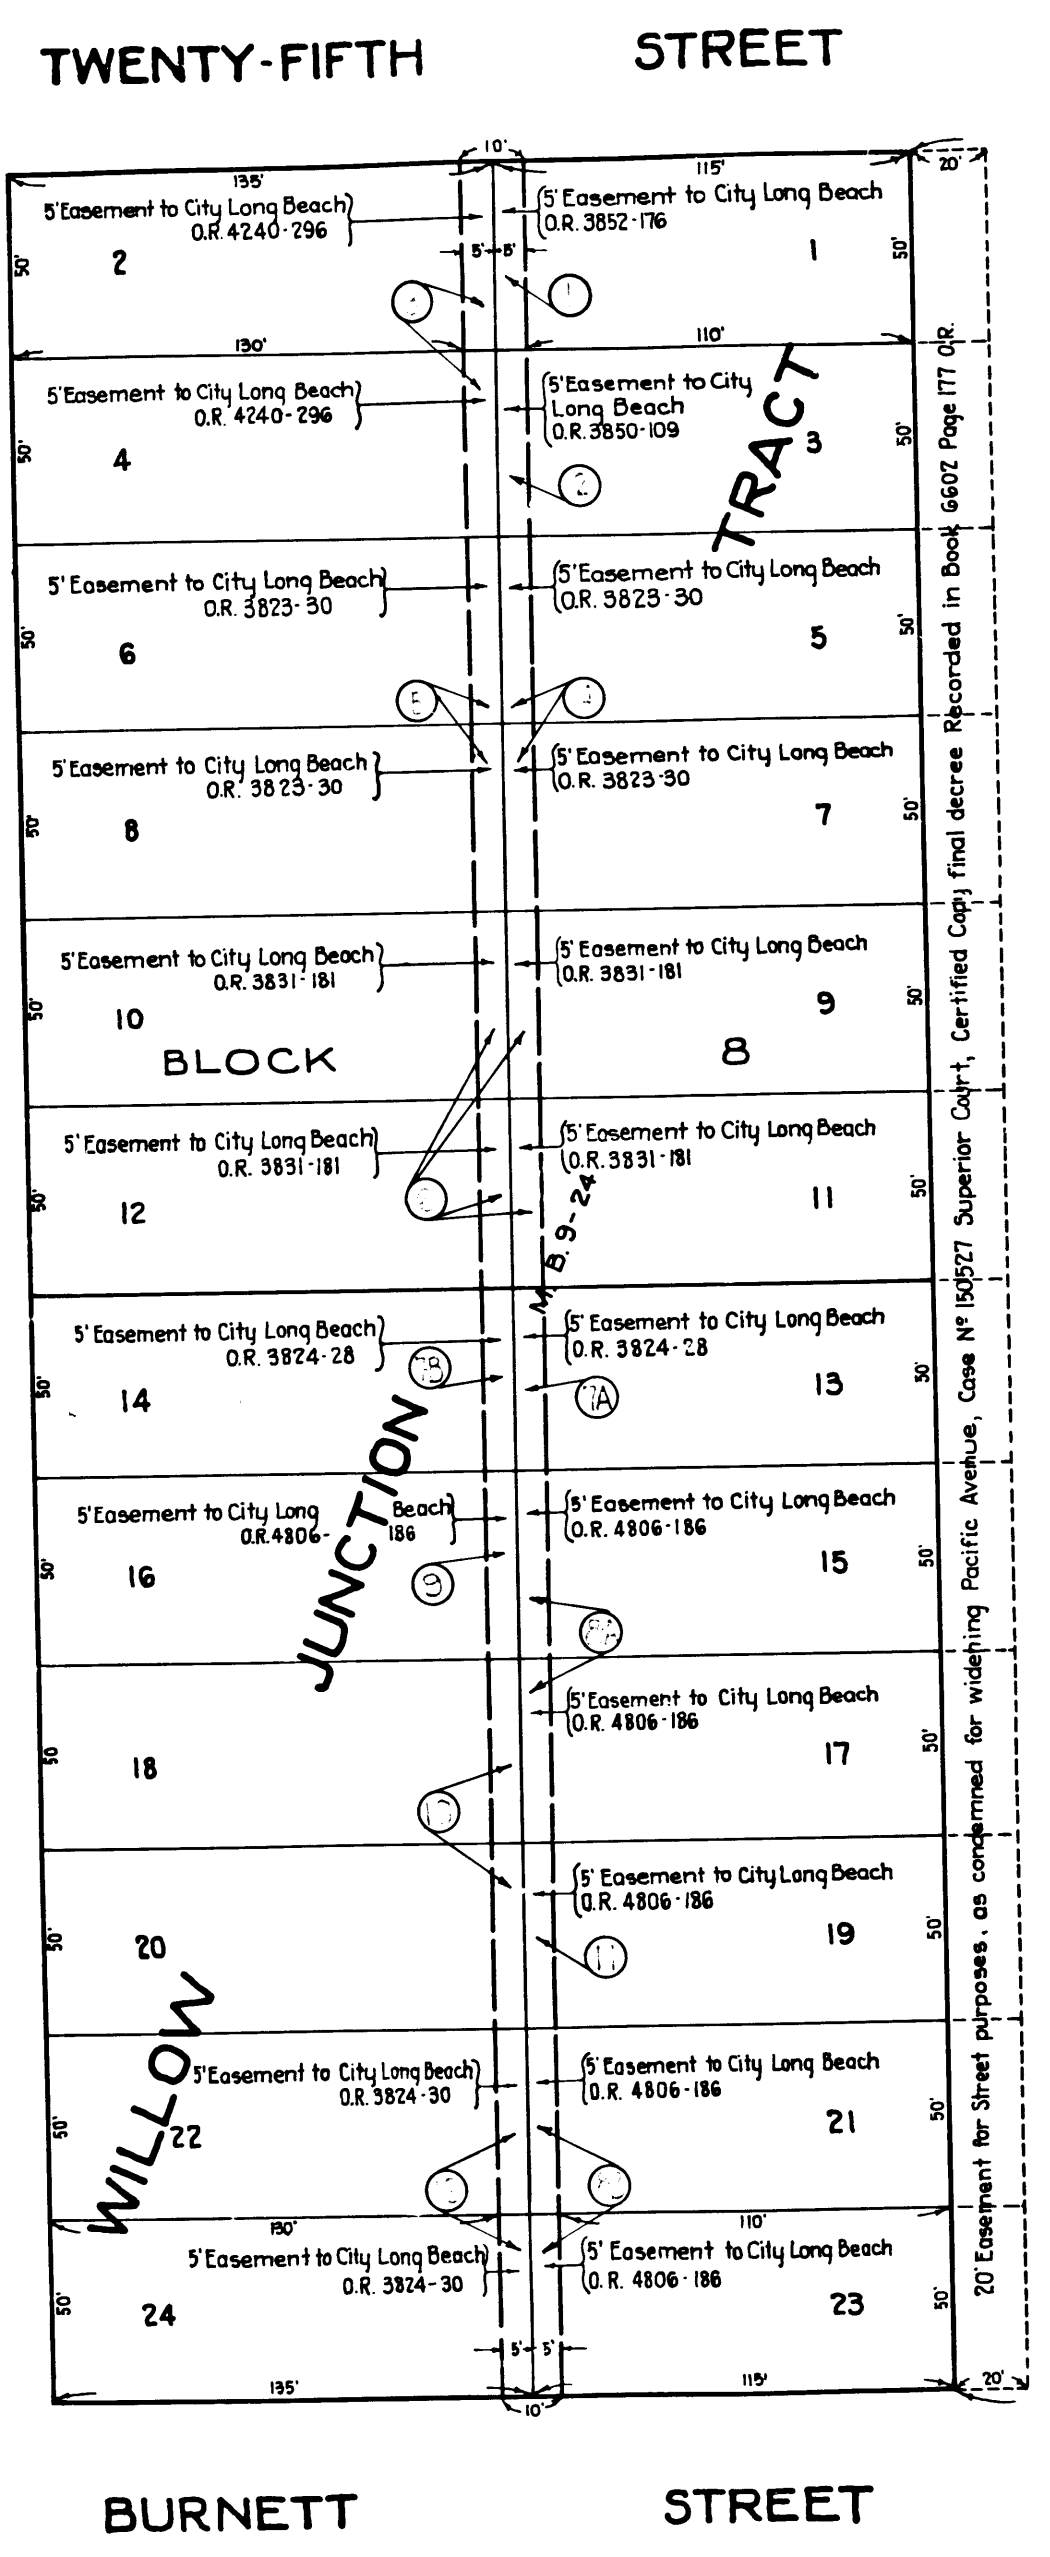 TWENTY-FIFTH STREET
10'
135' 115' 20'
5' Easement to City Long Beach
O.R. 4240-296
5' Easement to City Long Beach
O.R. 3852-176
5' 5'
50' 2 1 50'
1
130' 110'
5' Easement to City Long Beach
O.R. 4240-296
5' Easement to City
Long Beach
O.R. 3850-109
50' 4 3 50'
2
TRACT
5' Easement to City Long Beach
O.R. 3823-30
5' Easement to City Long Beach
O.R. 3823-30
50' 6 5 50'
5
5' Easement to City Long Beach
O.R. 3823-30
5' Easement to City Long Beach
O.R. 3823-30
50' 8 7 50'
5' Easement to City Long Beach
O.R. 3831-181
5' Easement to City Long Beach
O.R. 3831-181
50' 10 9 50'
BLOCK 8
5' Easement to City Long Beach
O.R. 3831-181
5' Easement to City Long Beach
O.R. 3831-181
50' 12 11 50'
M. B. 9-24
5' Easement to City Long Beach
O.R. 3824-28
5' Easement to City Long Beach
O.R. 3824-28
7B 7A
50' 14 13 50'
JUNCTION
5' Easement to City Long Beach
O.R. 4806-186
5' Easement to City Long Beach
O.R. 4806-186
50' 16 15 50'
9
8A
5' Easement to City Long Beach
O.R. 4806-186
50 18 17 50'
10
5' Easement to City Long Beach
O.R. 4806-186
50' 20 19 50'
11
WILLOW
5' Easement to City Long Beach
O.R. 3824-30
5' Easement to City Long Beach
O.R. 4806-186
50' 22 21 50'
130' 110'
5' Easement to City Long Beach
O.R. 3824-30
5' Easement to City Long Beach
O.R. 4806-186
50' 24 23 50'
5' 5'
135' 115' 20'
10'
20' Easement for Street purposes, as condemned for widening Pacific Avenue, Case Nº 150527 Superior Court, Certified Copy final decree Recorded in Book 6602 Page 177 O.R.
BURNETT STREET